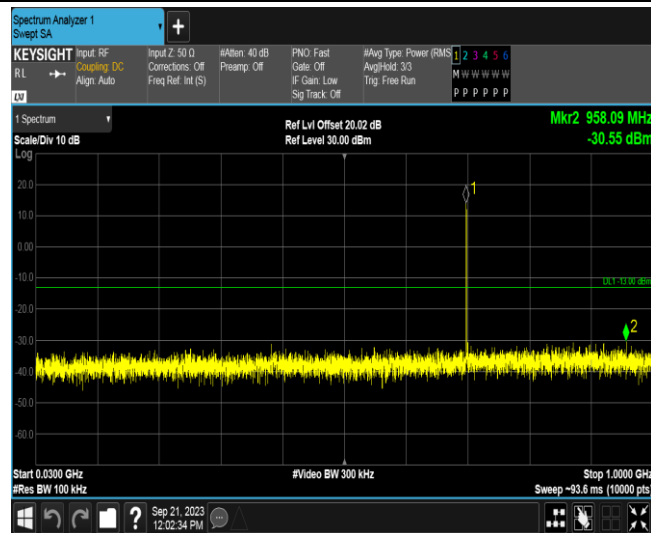 Spectrum Analyzer 1
Swept SA
+
KEYSIGHT
RL
LXI
Input: RF
Coupling: DC
Align: Auto
Input Z: 50 Ω
Corrections: Off
Freq Ref: Int (S)
#Atten: 40 dB
Preamp: Off
PNO: Fast
Gate: Off
IF Gain: Low
Sig Track: Off
#Avg Type: Power (RMS
Avg|Hold: 3/3
Trig: Free Run
1 2 3 4 5 6
M W W W W W
P P P P P P
1 Spectrum
Scale/Div 10 dB
Log
Ref Lvl Offset 20.02 dB
Ref Level 30.00 dBm
Mkr2 958.09 MHz
-30.55 dBm
20.0
10.0
0.00
-10.0
-20.0
-30.0
-40.0
-50.0
-60.0
1
DL1 -13.00 dBm
2
Start 0.0300 GHz
#Res BW 100 kHz
#Video BW 300 kHz
Stop 1.0000 GHz
Sweep ~93.6 ms (10000 pts)
?
Sep 21, 2023
12:02:34 PM